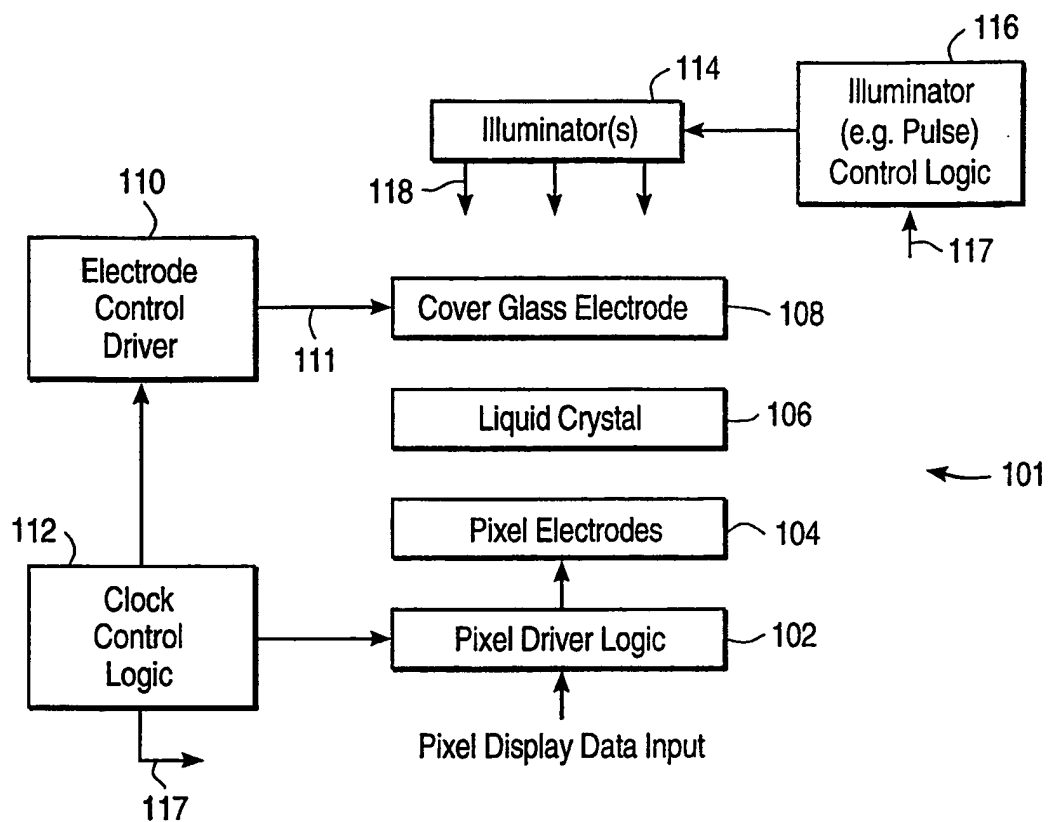 116
114
Illuminator
(e.g. Pulse)
Control Logic
Illuminator(s)
118
117
110
Electrode
Control
Driver
111
Cover Glass Electrode
108
Liquid Crystal
106
101
112
Pixel Electrodes
104
Clock
Control
Logic
Pixel Driver Logic
102
Pixel Display Data Input
117